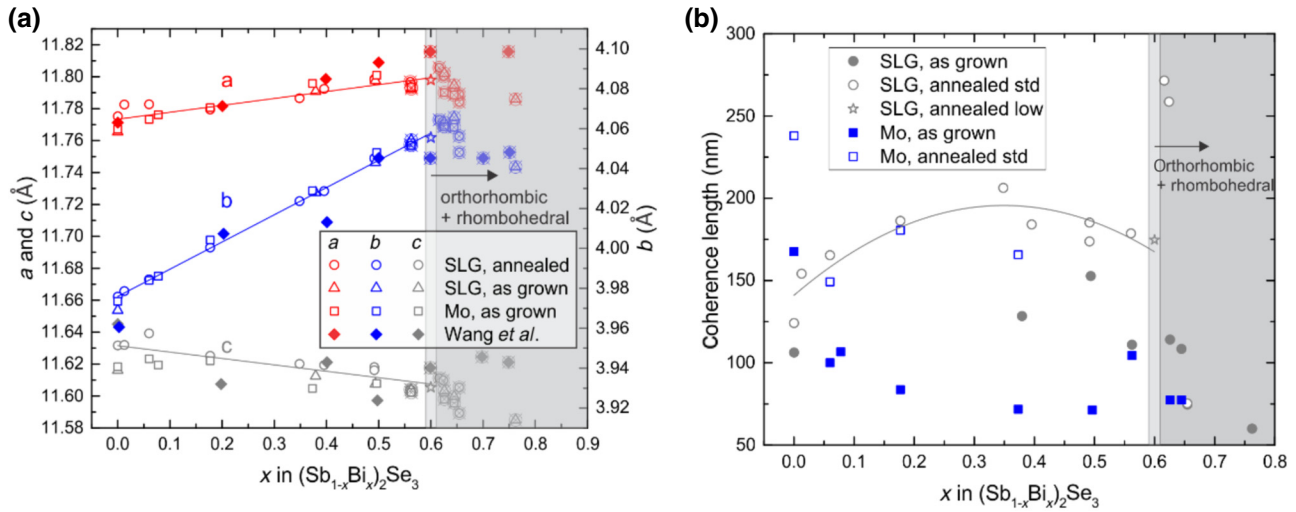 (a)
11.82
11.80
11.78
11.76
11.74
11.72
11.70
11.68
11.66
11.64
11.62
11.60
11.58
a and c (Å)
a
b
c
4.10
4.08
4.06
4.04
4.02
4.00
3.98
3.96
3.94
3.92
b (Å)
orthorhombic
+ rhombohedral
a b c
SLG, annealed
SLG, as grown
Mo, as grown
Wang et al.
0.0 0.1 0.2 0.3 0.4 0.5 0.6 0.7 0.8 0.9
x in (Sb1-xBix)2Se3
(b)
300
250
200
150
100
50
Coherence length (nm)
SLG, as grown
SLG, annealed std
SLG, annealed low
Mo, as grown
Mo, annealed std
Orthorhombic
+ rhombohedral
0.0 0.1 0.2 0.3 0.4 0.5 0.6 0.7 0.8
x in (Sb1-xBix)2Se3